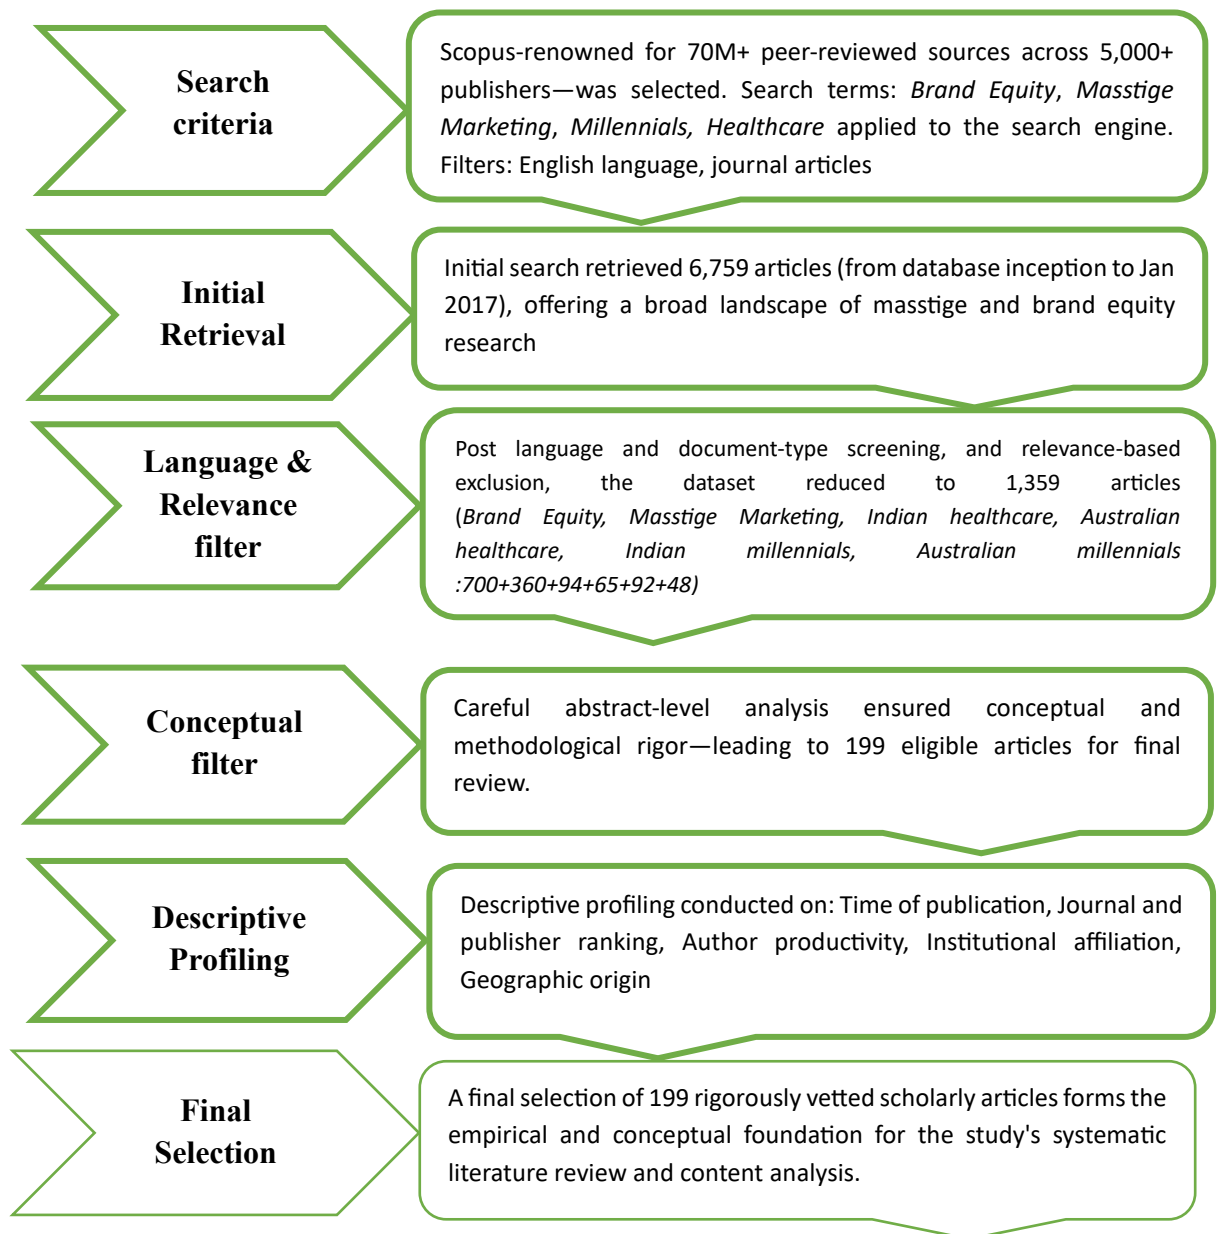 Search
criteria
Scopus-renowned for 70M+ peer-reviewed sources across 5,000+
publishers—was selected. Search terms: Brand Equity, Masstige
Marketing, Millennials, Healthcare applied to the search engine.
Filters: English language, journal articles
Initial
Retrieval
Initial search retrieved 6,759 articles (from database inception to Jan
2017), offering a broad landscape of masstige and brand equity
research
Language &
Relevance
filter
Post language and document-type screening, and relevance-based
exclusion, the dataset reduced to 1,359 articles
(Brand Equity, Masstige Marketing, Indian healthcare, Australian
healthcare, Indian millennials, Australian millennials
:700+360+94+65+92+48)
Conceptual
filter
Careful abstract-level analysis ensured conceptual and
methodological rigor—leading to 199 eligible articles for final
review.
Descriptive
Profiling
Descriptive profiling conducted on: Time of publication, Journal and
publisher ranking, Author productivity, Institutional affiliation,
Geographic origin
Final
Selection
A final selection of 199 rigorously vetted scholarly articles forms the
empirical and conceptual foundation for the study's systematic
literature review and content analysis.